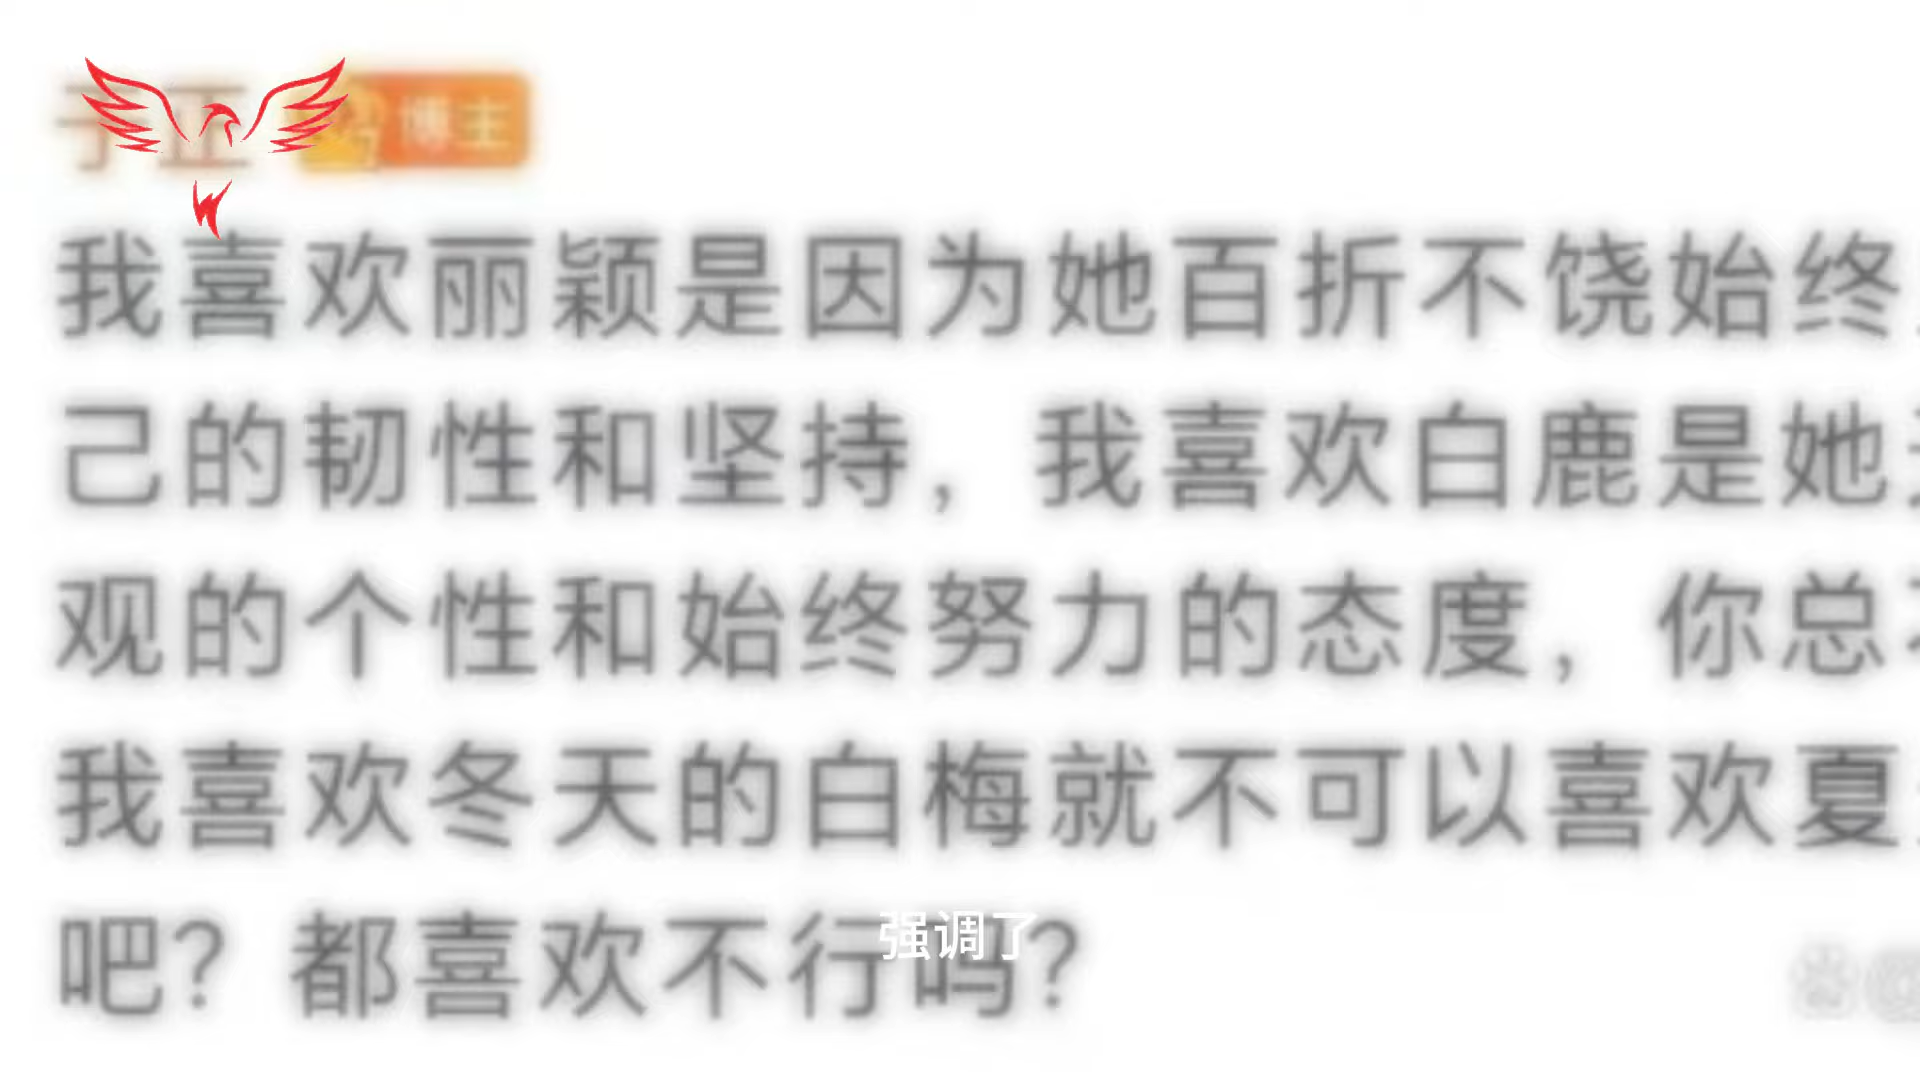 于正 博主
我喜欢丽颖是因为她百折不饶始终
己的韧性和坚持，我喜欢白鹿是她
观的个性和始终努力的态度，你总
我喜欢冬天的白梅就不可以喜欢夏
吧？都喜欢不行吗？
强调了